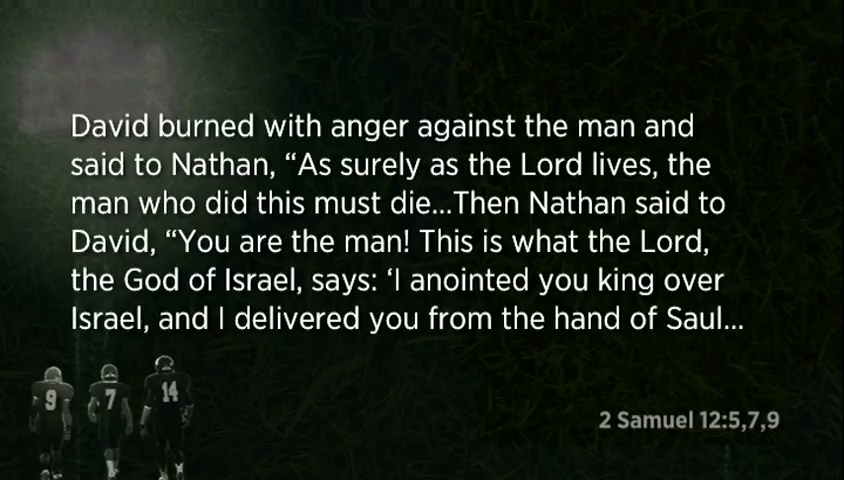 David burned with anger against the man and
said to Nathan, “As surely as the Lord lives, the
man who did this must die...Then Nathan said to
David, “You are the man! This is what the Lord,
the God of Israel, says: ‘I anointed you king over
Israel, and I delivered you from the hand of Saul...
9 7 14
2 Samuel 12:5,7,9